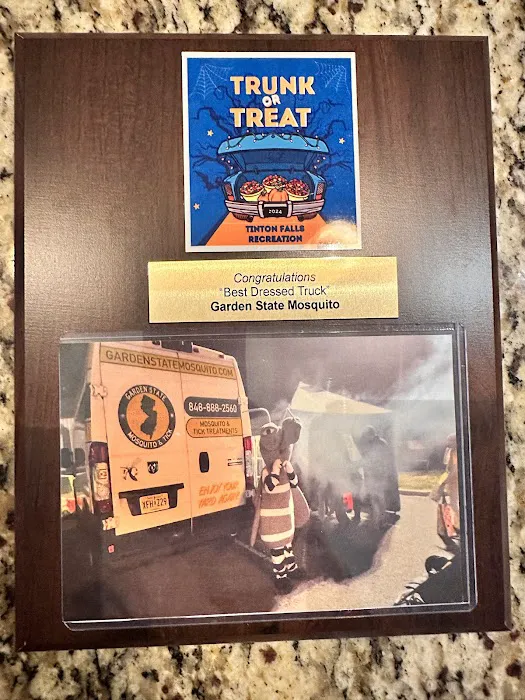 TRUNK
OR
TREAT
2024
TINTON FALLS
RECREATION
Congratulations
"Best Dressed Truck"
Garden State Mosquito
GARDENSTATEMOSQUITO.COM
GARDEN STATE
MOSQUITO & TICK
848-888-2560
MOSQUITO &
TICK TREATMENTS
ENJOY YOUR
YARD AGAIN!